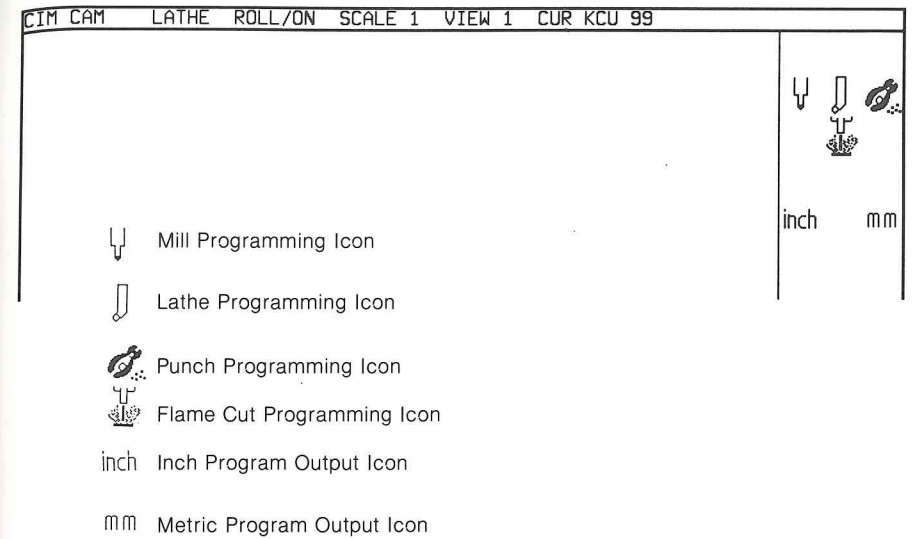 CIM CAM LATHE ROLL/ON SCALE 1 VIEW 1 CUR KCU 99
inch mm
Mill Programming Icon
Lathe Programming Icon
Punch Programming Icon
Flame Cut Programming Icon
inch Inch Program Output Icon
mm Metric Program Output Icon